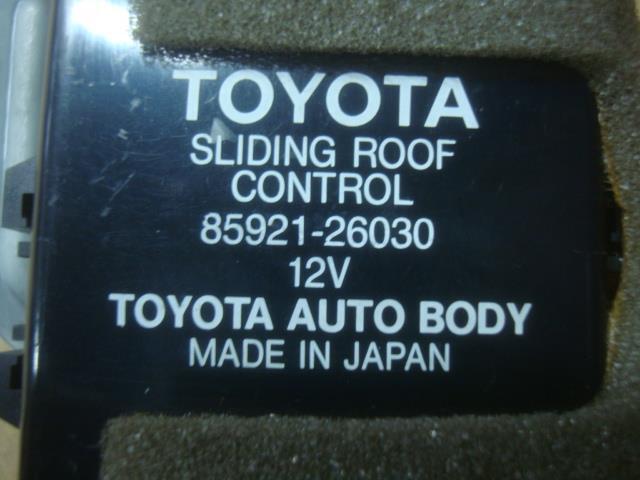 TOYOTA
SLIDING ROOF
CONTROL
85921-26030
12V
TOYOTA AUTO BODY
MADE IN JAPAN